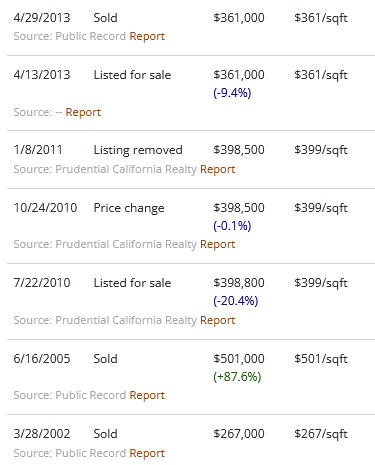 4/29/2013 Sold $361,000 $361/sqft
Source: Public Record Report
4/13/2013 Listed for sale $361,000 $361/sqft
(-9.4%)
Source: -- Report
1/8/2011 Listing removed $398,500 $399/sqft
Source: Prudential California Realty Report
10/24/2010 Price change $398,500 $399/sqft
(-0.1%)
Source: Prudential California Realty Report
7/22/2010 Listed for sale $398,800 $399/sqft
(-20.4%)
Source: Prudential California Realty Report
6/16/2005 Sold $501,000 $501/sqft
(+87.6%)
Source: Public Record Report
3/28/2002 Sold $267,000 $267/sqft
Source: Public Record Report